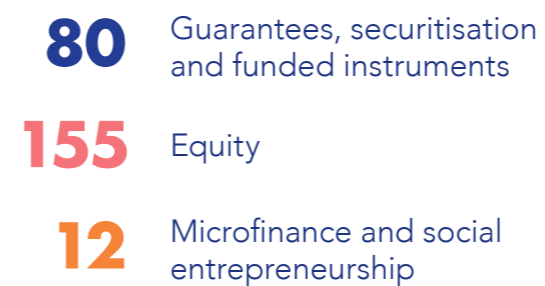 80 Guarantees, securitisation
and funded instruments
155 Equity
12 Microfinance and social
entrepreneurship